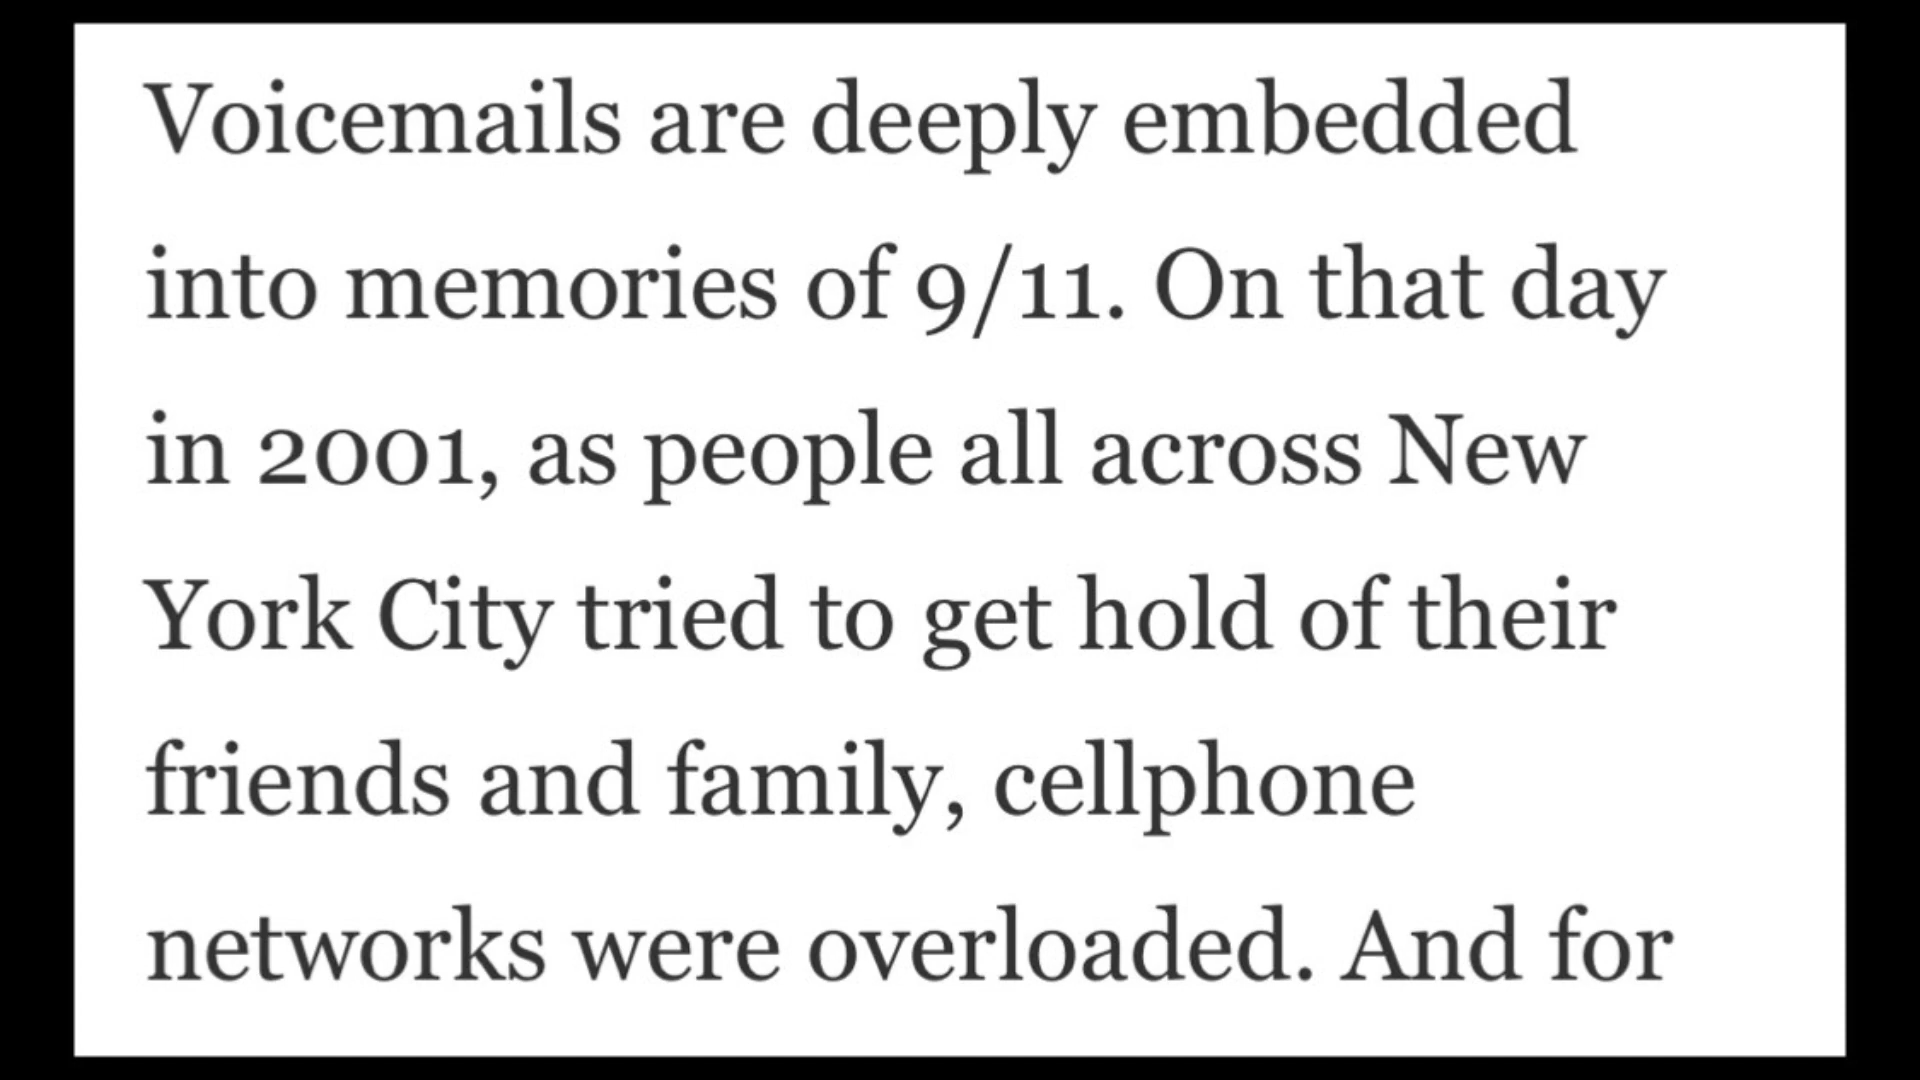 Voicemails are deeply embedded
into memories of 9/11. On that day
in 2001, as people all across New
York City tried to get hold of their
friends and family, cellphone
networks were overloaded. And for